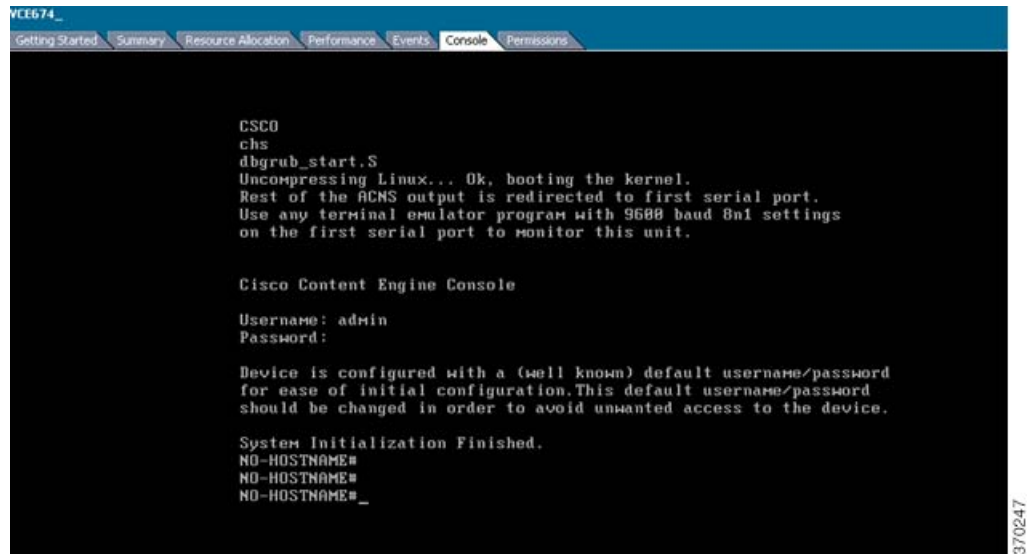 VCE674_
Getting Started Summary Resource Allocation Performance Events Console Permissions
CSCO
chs
dbgrub_start.S
Uncompressing Linux... Ok, booting the kernel.
Rest of the ACNS output is redirected to first serial port.
Use any terminal emulator program with 9600 baud 8n1 settings
on the first serial port to monitor this unit.
Cisco Content Engine Console
Username: admin
Password:
Device is configured with a (well known) default username/password
for ease of initial configuration.This default username/password
should be changed in order to avoid unwanted access to the device.
System Initialization Finished.
NO-HOSTNAME#
NO-HOSTNAME#
NO-HOSTNAME#_
370247